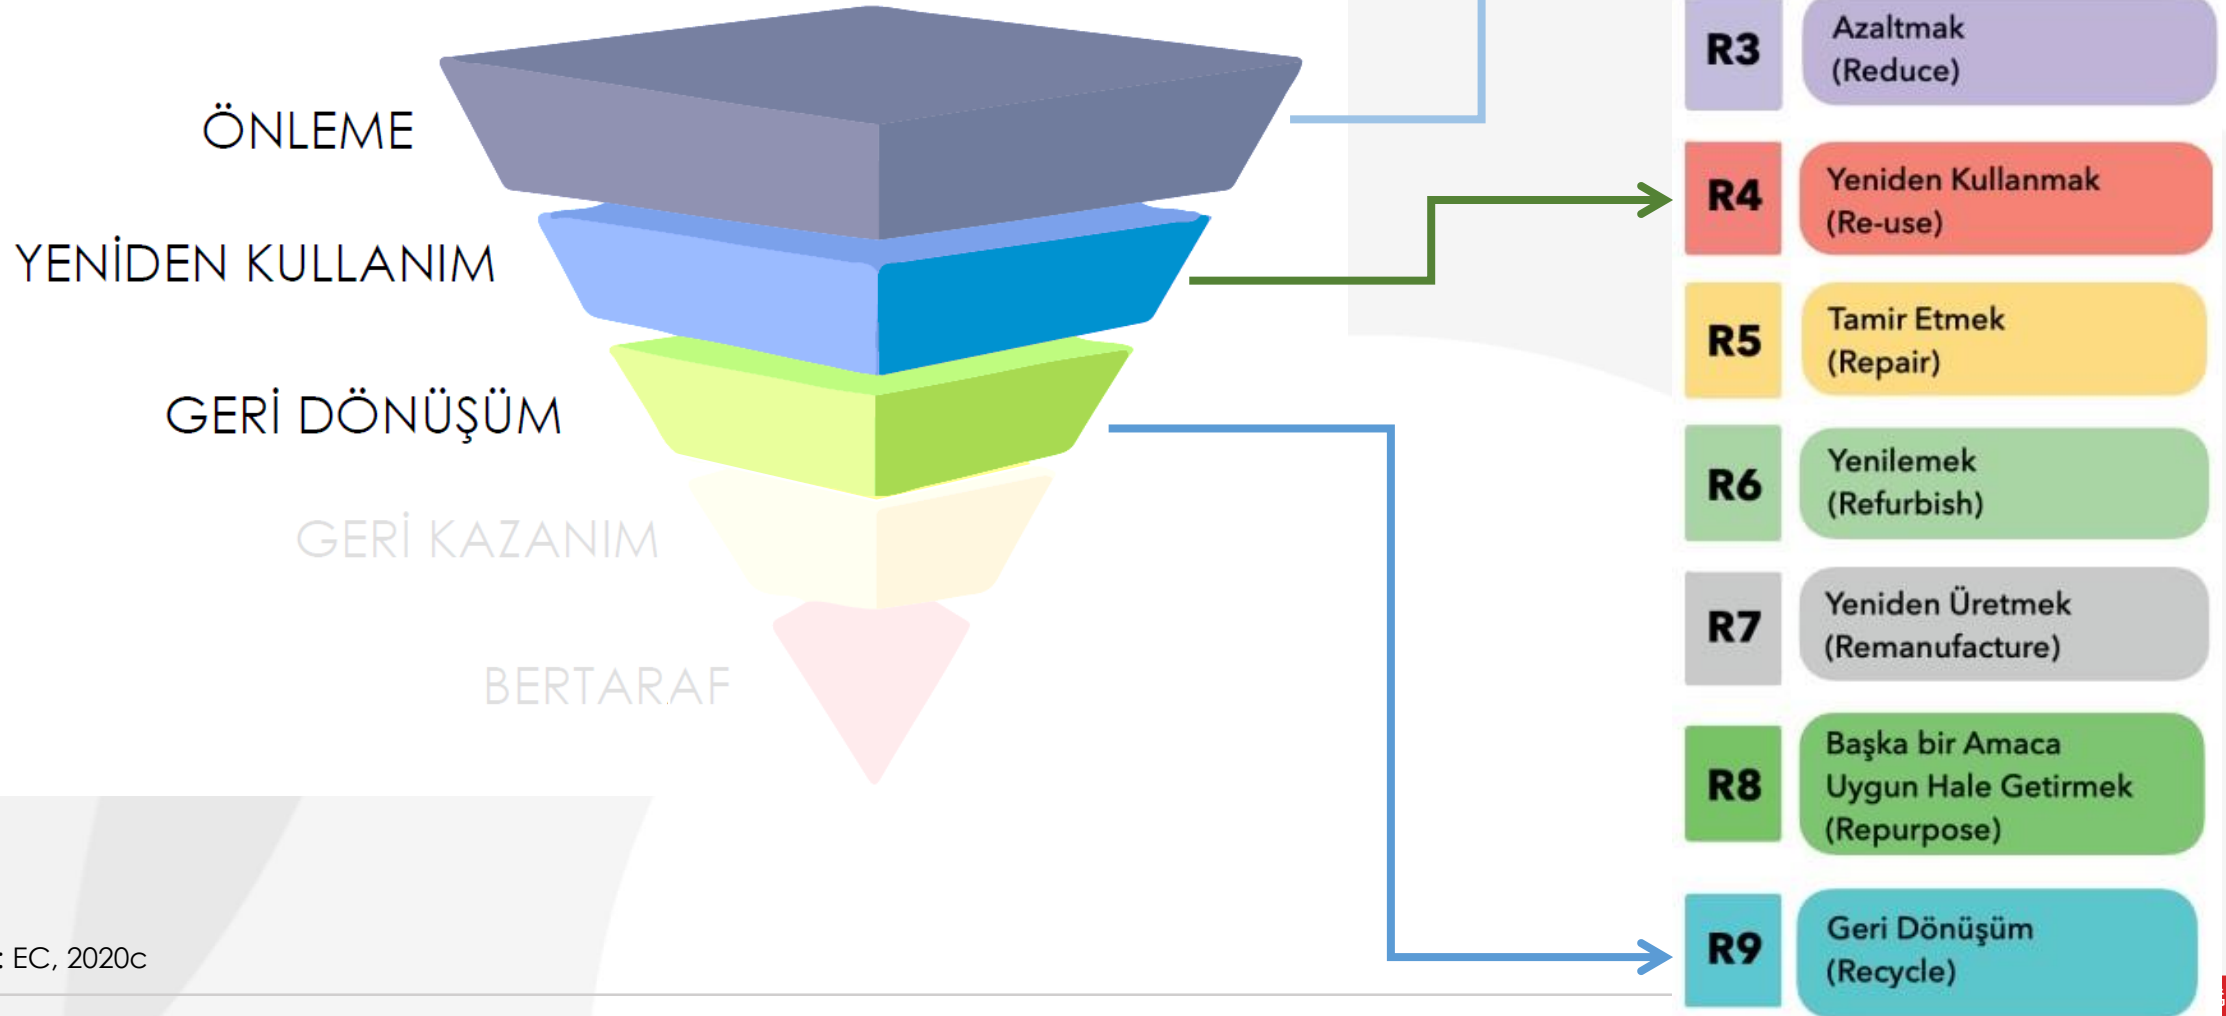 ÖNLEME
YENİDEN KULLANIM
GERİ DÖNÜŞÜM
GERİ KAZANIM
BERTARAF
: EC, 2020c
R3
Azaltmak
(Reduce)
R4
Yeniden Kullanmak
(Re-use)
R5
Tamir Etmek
(Repair)
R6
Yenilemek
(Refurbish)
R7
Yeniden Üretmek
(Remanufacture)
R8
Başka bir Amaca
Uygun Hale Getirmek
(Repurpose)
R9
Geri Dönüşüm
(Recycle)